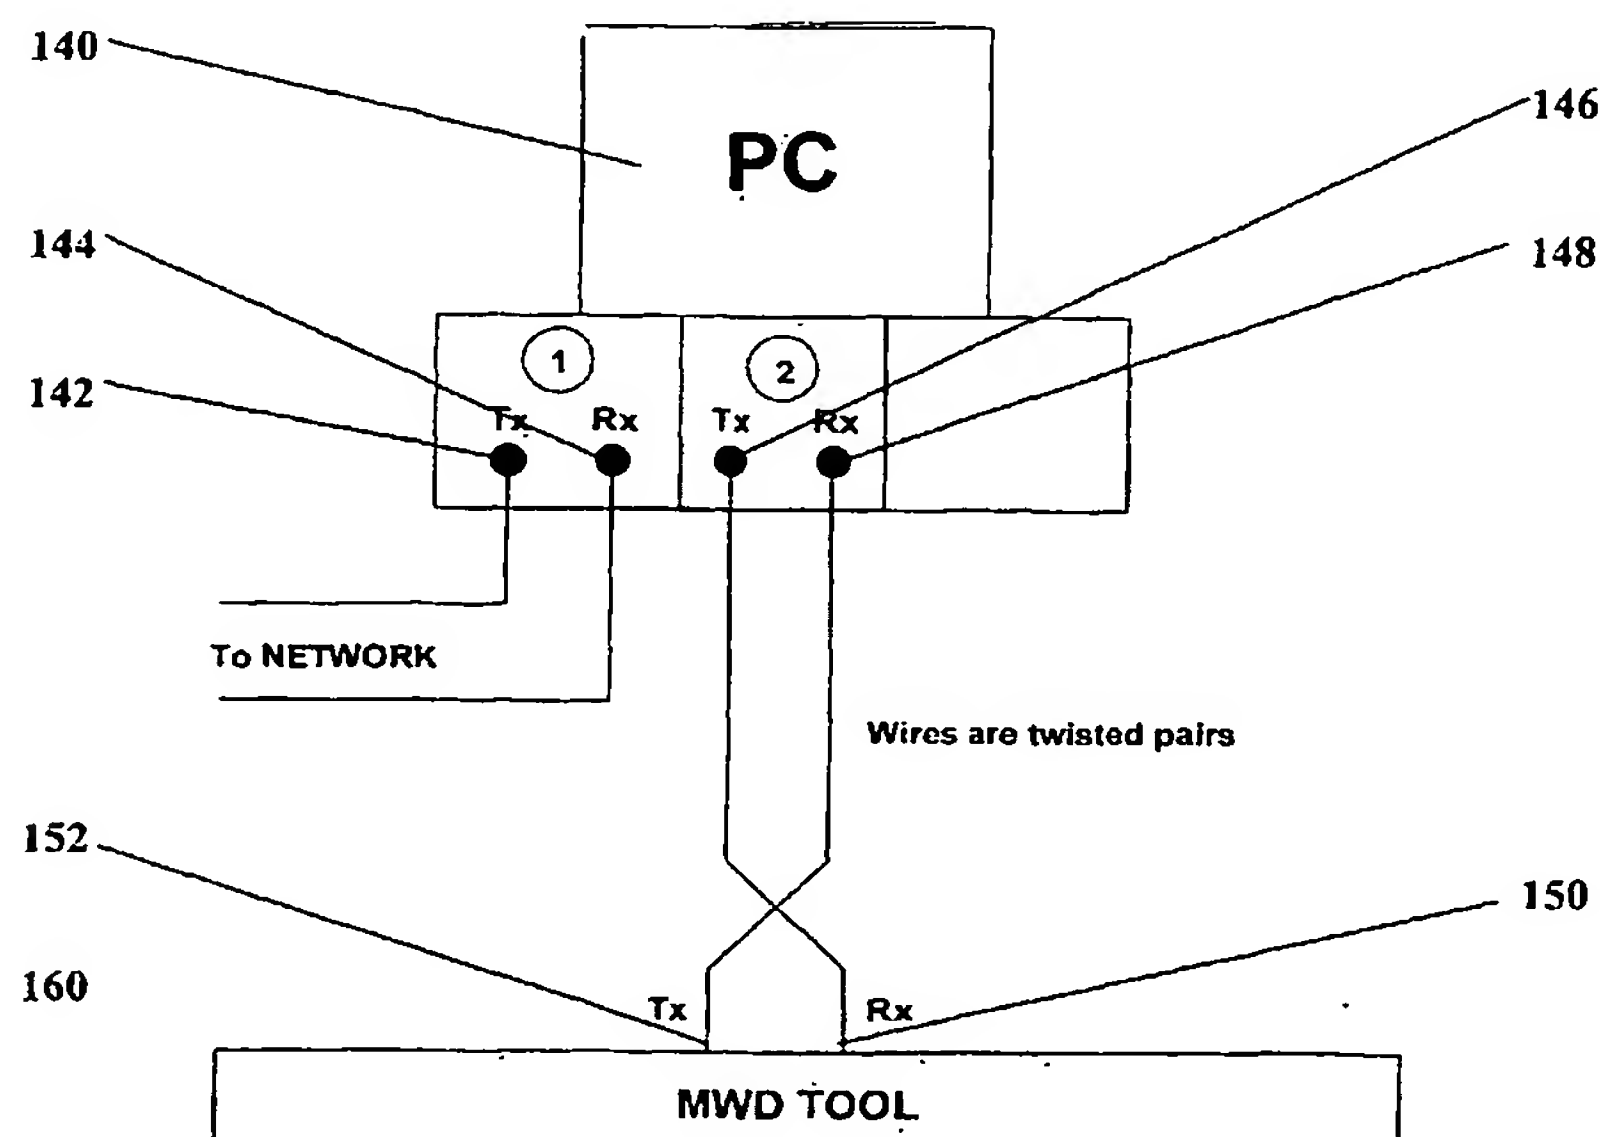 140
PC
146
144
148
1
2
142
Tx Rx Tx Rx
To NETWORK
Wires are twisted pairs
152
150
160
Tx Rx
MWD TOOL